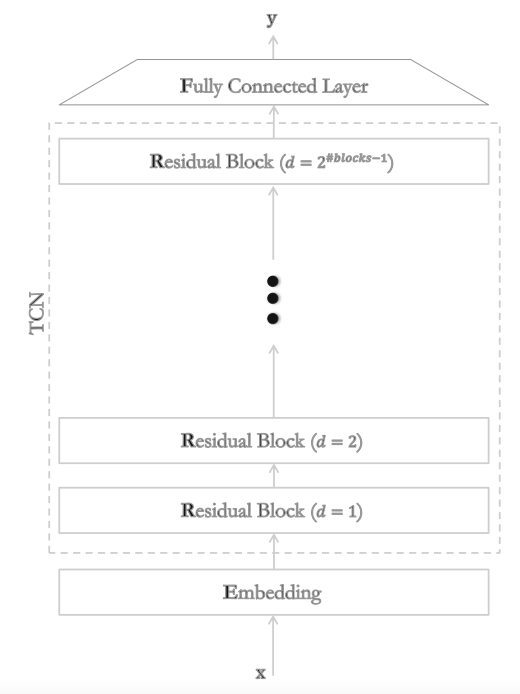 y
Fully Connected Layer
Residual Block (d = 2^#blocks−1)
TCN
Residual Block (d = 2)
Residual Block (d = 1)
Embedding
x